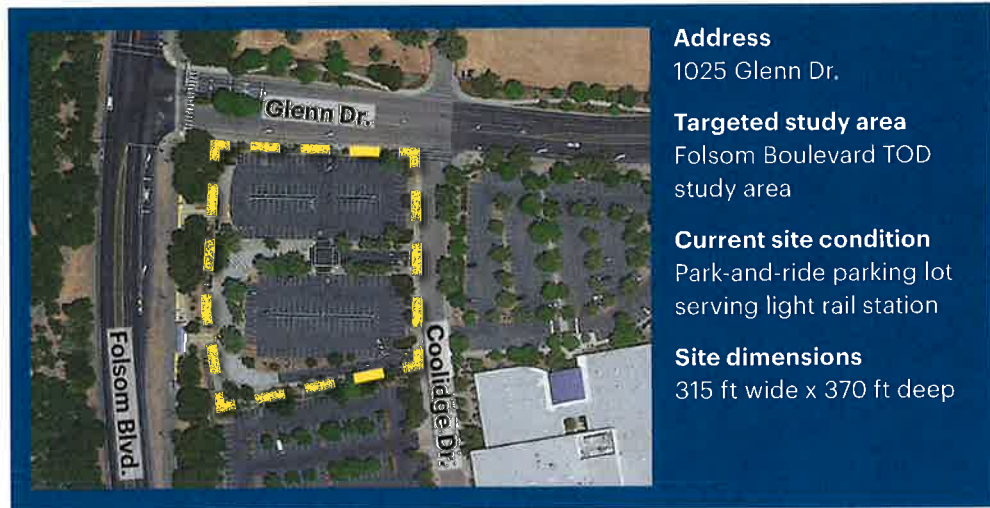 Glenn Dr.
Folsom Blvd.
Coolidge Dr.
Address
1025 Glenn Dr.
Targeted study area
Folsom Boulevard TOD
study area
Current site condition
Park-and-ride parking lot
serving light rail station
Site dimensions
315 ft wide x 370 ft deep